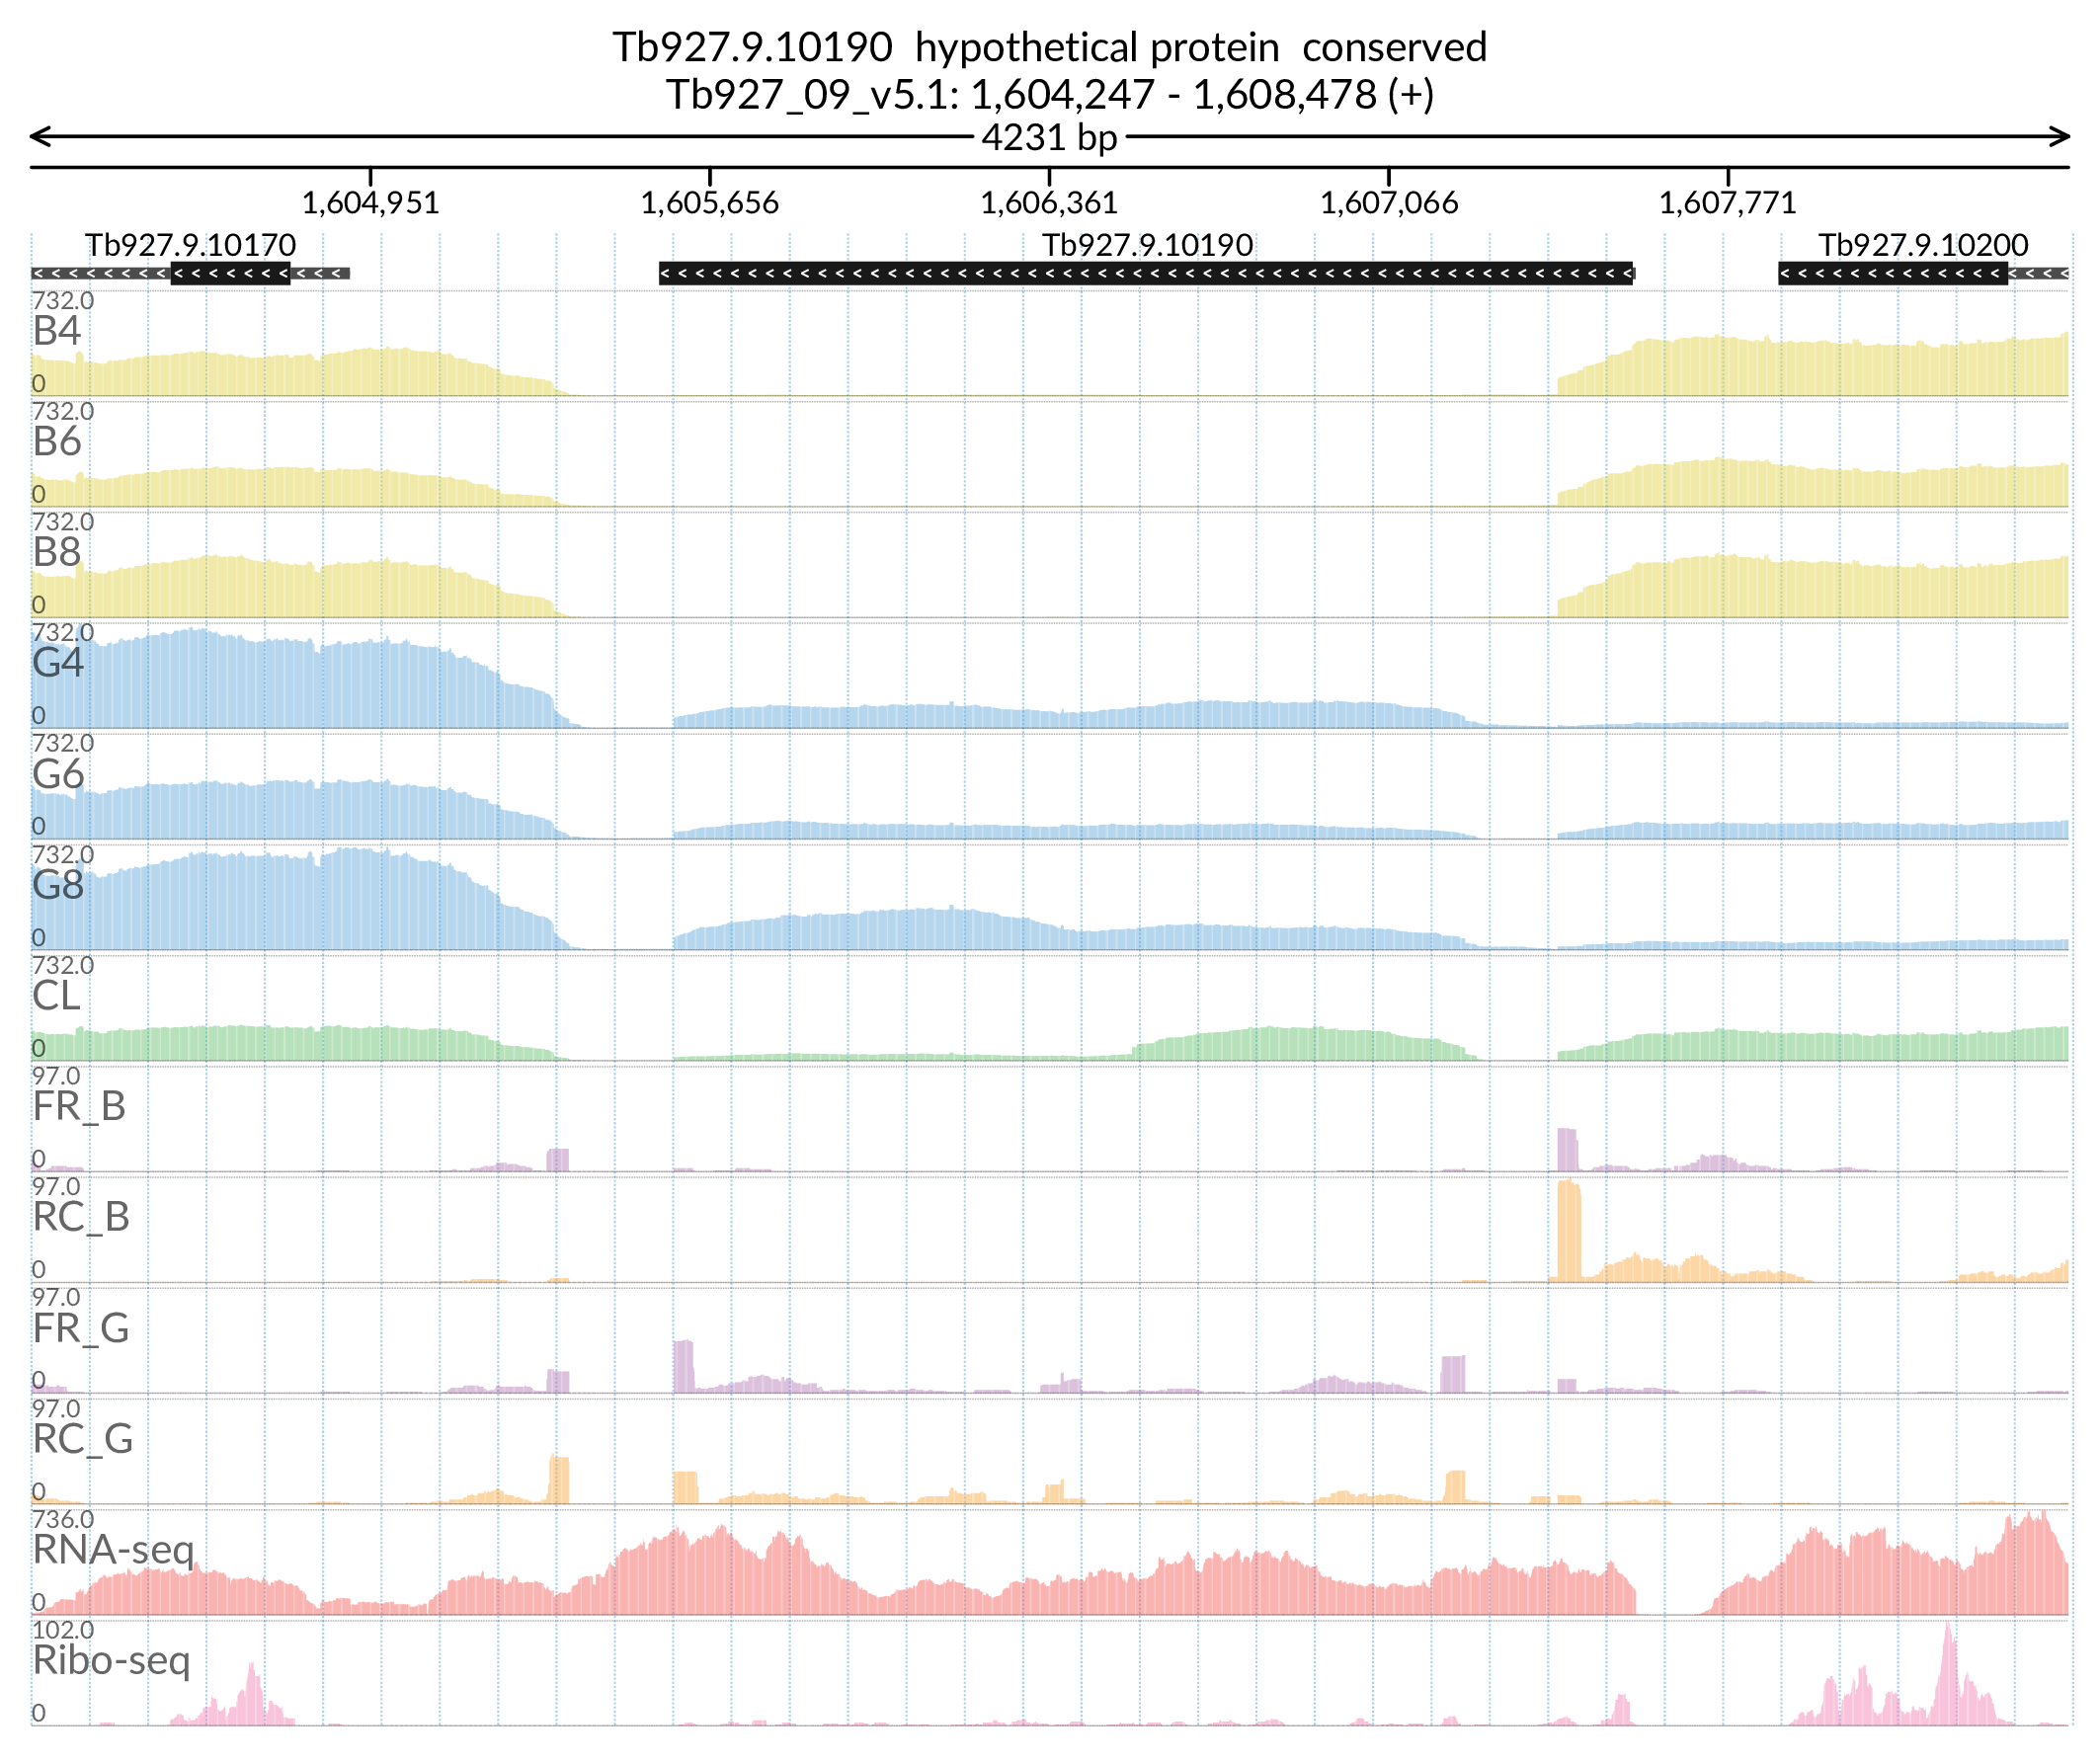 Tb927.9.10190 hypothetical protein conserved
Tb927_09_v5.1: 1,604,247 - 1,608,478 (+)
4231 bp
1,604,951 1,605,656 1,606,361 1,607,066 1,607,771
Tb927.9.10170 Tb927.9.10190 Tb927.9.10200
732.0
B4
0
732.0
B6
0
732.0
B8
0
732.0
G4
0
732.0
G6
0
732.0
G8
0
732.0
CL
0
97.0
FR_B
0
97.0
RC_B
0
97.0
FR_G
0
97.0
RC_G
0
736.0
RNA-seq
0
102.0
Ribo-seq
0